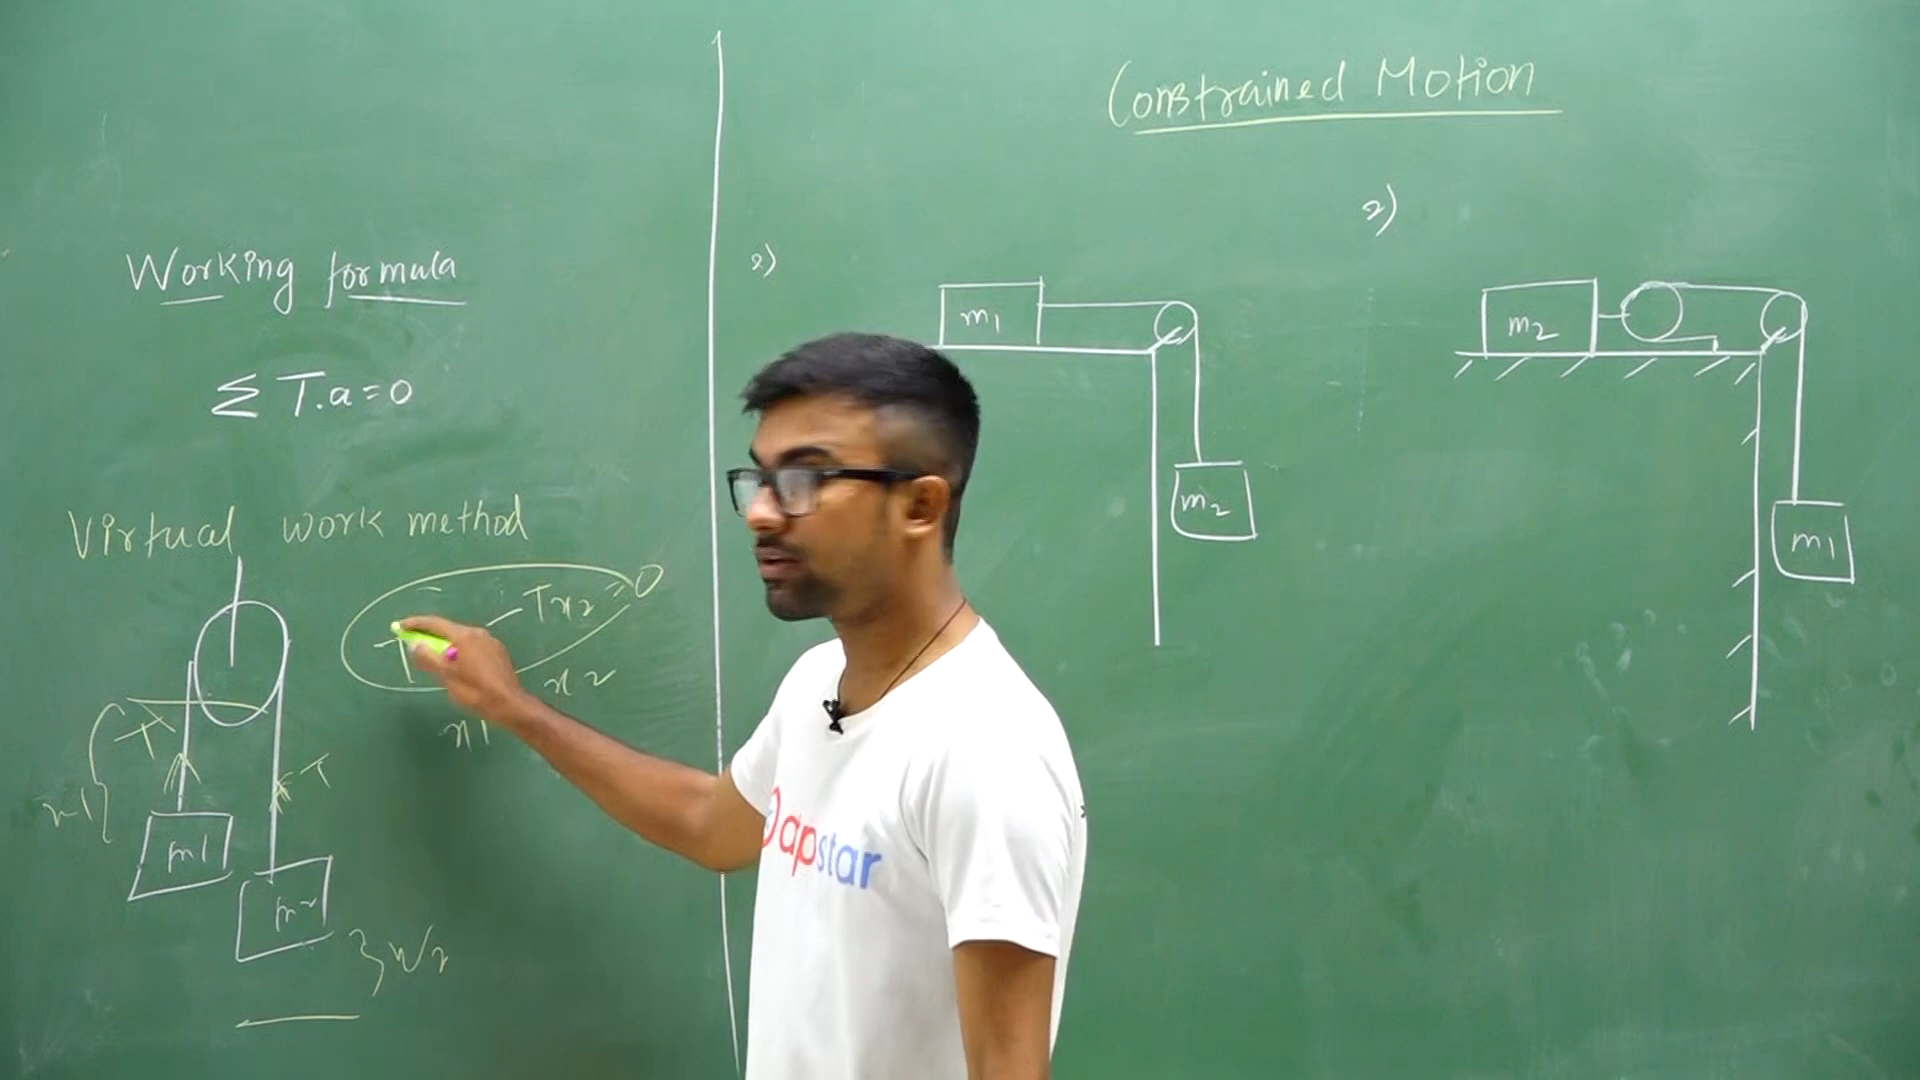 Constrained Motion
Working formula
Σ T.a = 0
Virtual work method
- T x2 = 0
x2
x1
T
T
m1
m2
2)
m1
m2
2)
m2
m1
apstar